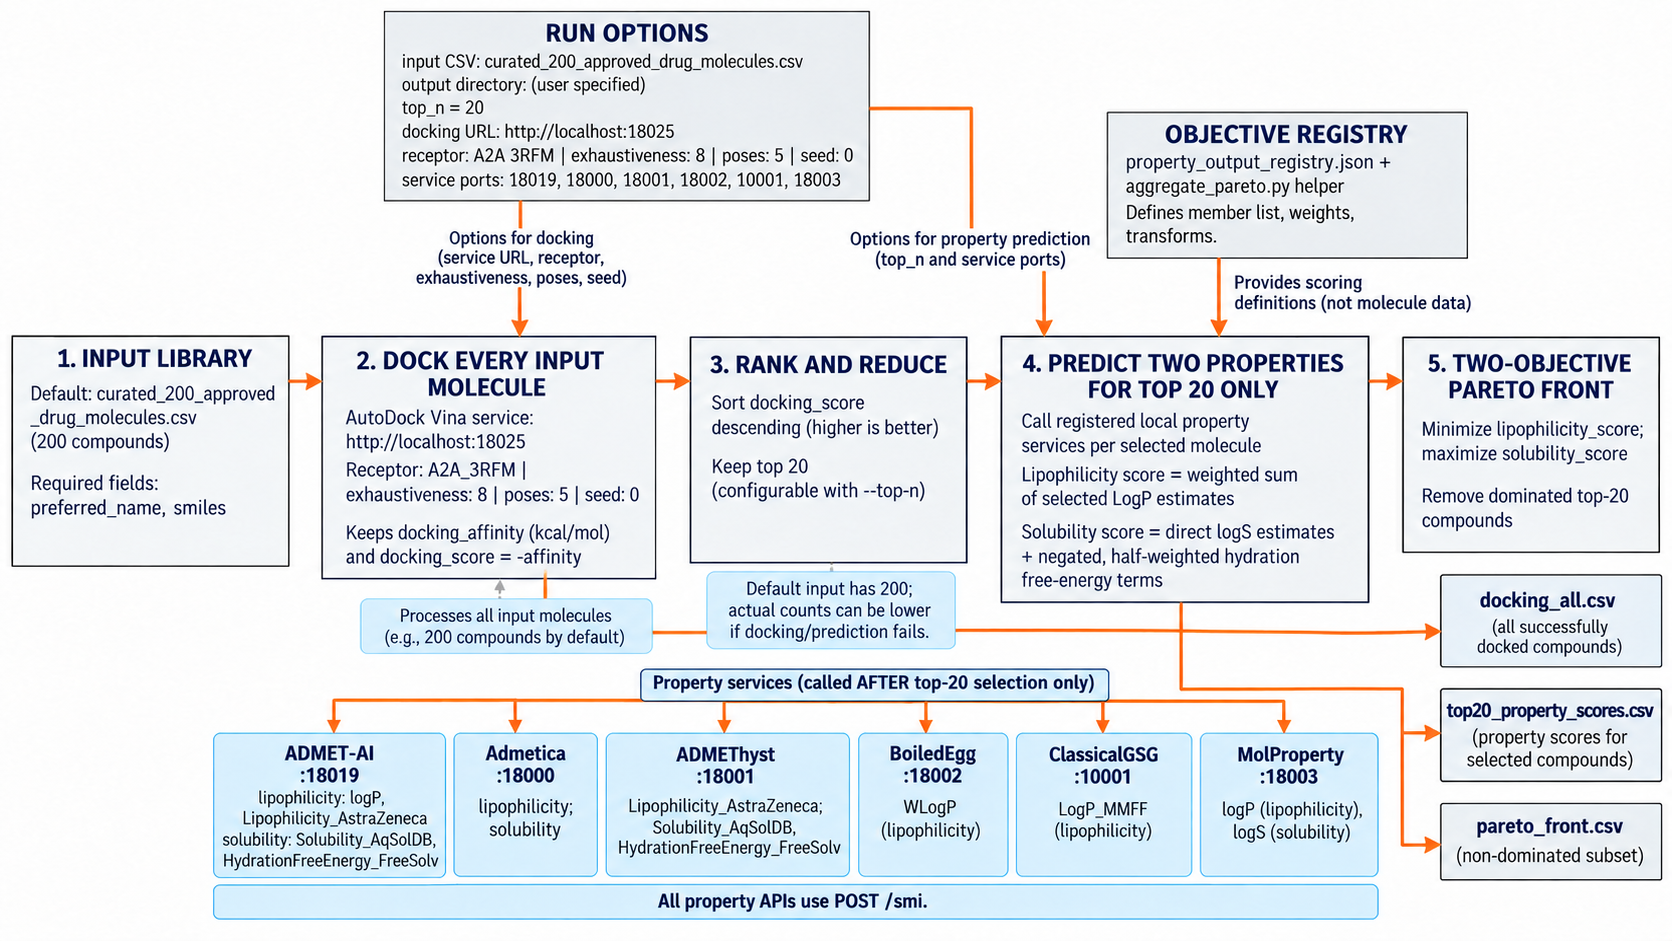 RUN OPTIONS
input CSV: curated_200_approved_drug_molecules.csv
output directory: (user specified)
top_n = 20
docking URL: http://localhost:18025
receptor: A2A 3RFM | exhaustiveness: 8 | poses: 5 | seed: 0
service ports: 18019, 18000, 18001, 18002, 10001, 18003
OBJECTIVE REGISTRY
property_output_registry.json +
aggregate_pareto.py helper
Defines member list, weights,
transforms.
Options for docking
(service URL, receptor,
exhaustiveness, poses, seed)
Options for property prediction
(top_n and service ports)
Provides scoring
definitions (not molecule data)
1. INPUT LIBRARY
Default: curated_200_approved
_drug_molecules.csv
(200 compounds)
Required fields:
preferred_name, smiles
2. DOCK EVERY INPUT
MOLECULE
AutoDock Vina service:
http://localhost:18025
Receptor: A2A_3RFM |
exhaustiveness: 8 | poses: 5 | seed: 0
Keeps docking_affinity (kcal/mol)
and docking_score = -affinity
3. RANK AND REDUCE
Sort docking_score
descending (higher is better)
Keep top 20
(configurable with --top-n)
4. PREDICT TWO PROPERTIES
FOR TOP 20 ONLY
Call registered local property
services per selected molecule
Lipophilicity score = weighted sum
of selected LogP estimates
Solubility score = direct logS estimates
+ negated, half-weighted hydration
free-energy terms
5. TWO-OBJECTIVE
PARETO FRONT
Minimize lipophilicity_score;
maximize solubility_score
Remove dominated top-20
compounds
Processes all input molecules
(e.g., 200 compounds by default)
Default input has 200;
actual counts can be lower
if docking/prediction fails.
docking_all.csv
(all successfully
docked compounds)
top20_property_scores.csv
(property scores for
selected compounds)
pareto_front.csv
(non-dominated subset)
Property services (called AFTER top-20 selection only)
ADMET-AI
:18019
lipophilicity: logP,
Lipophilicity_AstraZeneca
solubility: Solubility_AqSolDB,
HydrationFreeEnergy_FreeSolv
Admetica
:18000
lipophilicity;
solubility
ADMEThyst
:18001
Lipophilicity_AstraZeneca;
Solubility_AqSolDB,
HydrationFreeEnergy_FreeSolv
BoiledEgg
:18002
WLogP
(lipophilicity)
ClassicalGSG
:10001
LogP_MMFF
(lipophilicity)
MolProperty
:18003
logP (lipophilicity),
logS (solubility)
All property APIs use POST /smi.